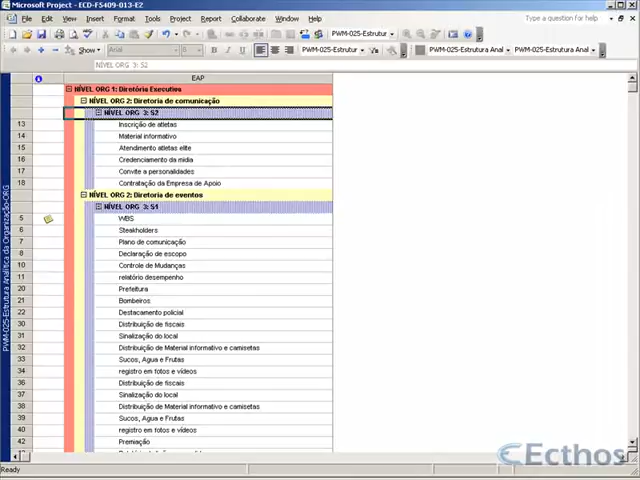 Microsoft Project - ECD-F5409-013-E2
File Edit View Insert Format Tools Project Report Collaborate Window Help
Type a question for help
Show Arial 8 PWM-025-Estrutur
PWM-025-Estrutura Anal PWM-025-Estrutura Anal
NÍVEL ORG 3: S2
EAP
NÍVEL ORG 1: Diretória Executiva
NÍVEL ORG 2: Diretoria de comunicação
NÍVEL ORG 3: S2
13 Inscrição de atletas
14 Material informativo
15 Atendimento atletas elite
16 Credenciamento da mídia
17 Convite a personalidades
18 Contratação da Empresa de Apoio
NÍVEL ORG 2: Diretoria de eventos
NÍVEL ORG 3: S1
5 WBS
6 Steakholders
7 Plano de comunicação
8 Declaração de escopo
10 Controle de Mudanças
11 relatório desempenho
20 Prefeitura
21 Bombeiros
22 Destacamento policial
30 Distribuição de fiscais
31 Sinalização do local
32 Distribuição de Material informativo e camisetas
33 Sucos, Agua e Frutas
34 registro em fotos e vídeos
36 Distribuição de fiscais
37 Sinalização do local
38 Distribuição de Material informativo e camisetas
39 Sucos, Agua e Frutas
40 registro em fotos e vídeos
42 Premiação
PWM-025-Estrutura Analítica da Organização-ORG
Ecthos
Ready